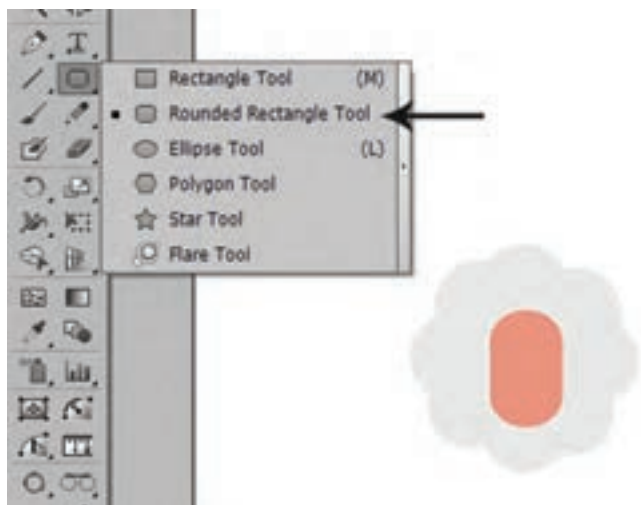 Rectangle Tool (M)
Rounded Rectangle Tool
Ellipse Tool (L)
Polygon Tool
Star Tool
Flare Tool